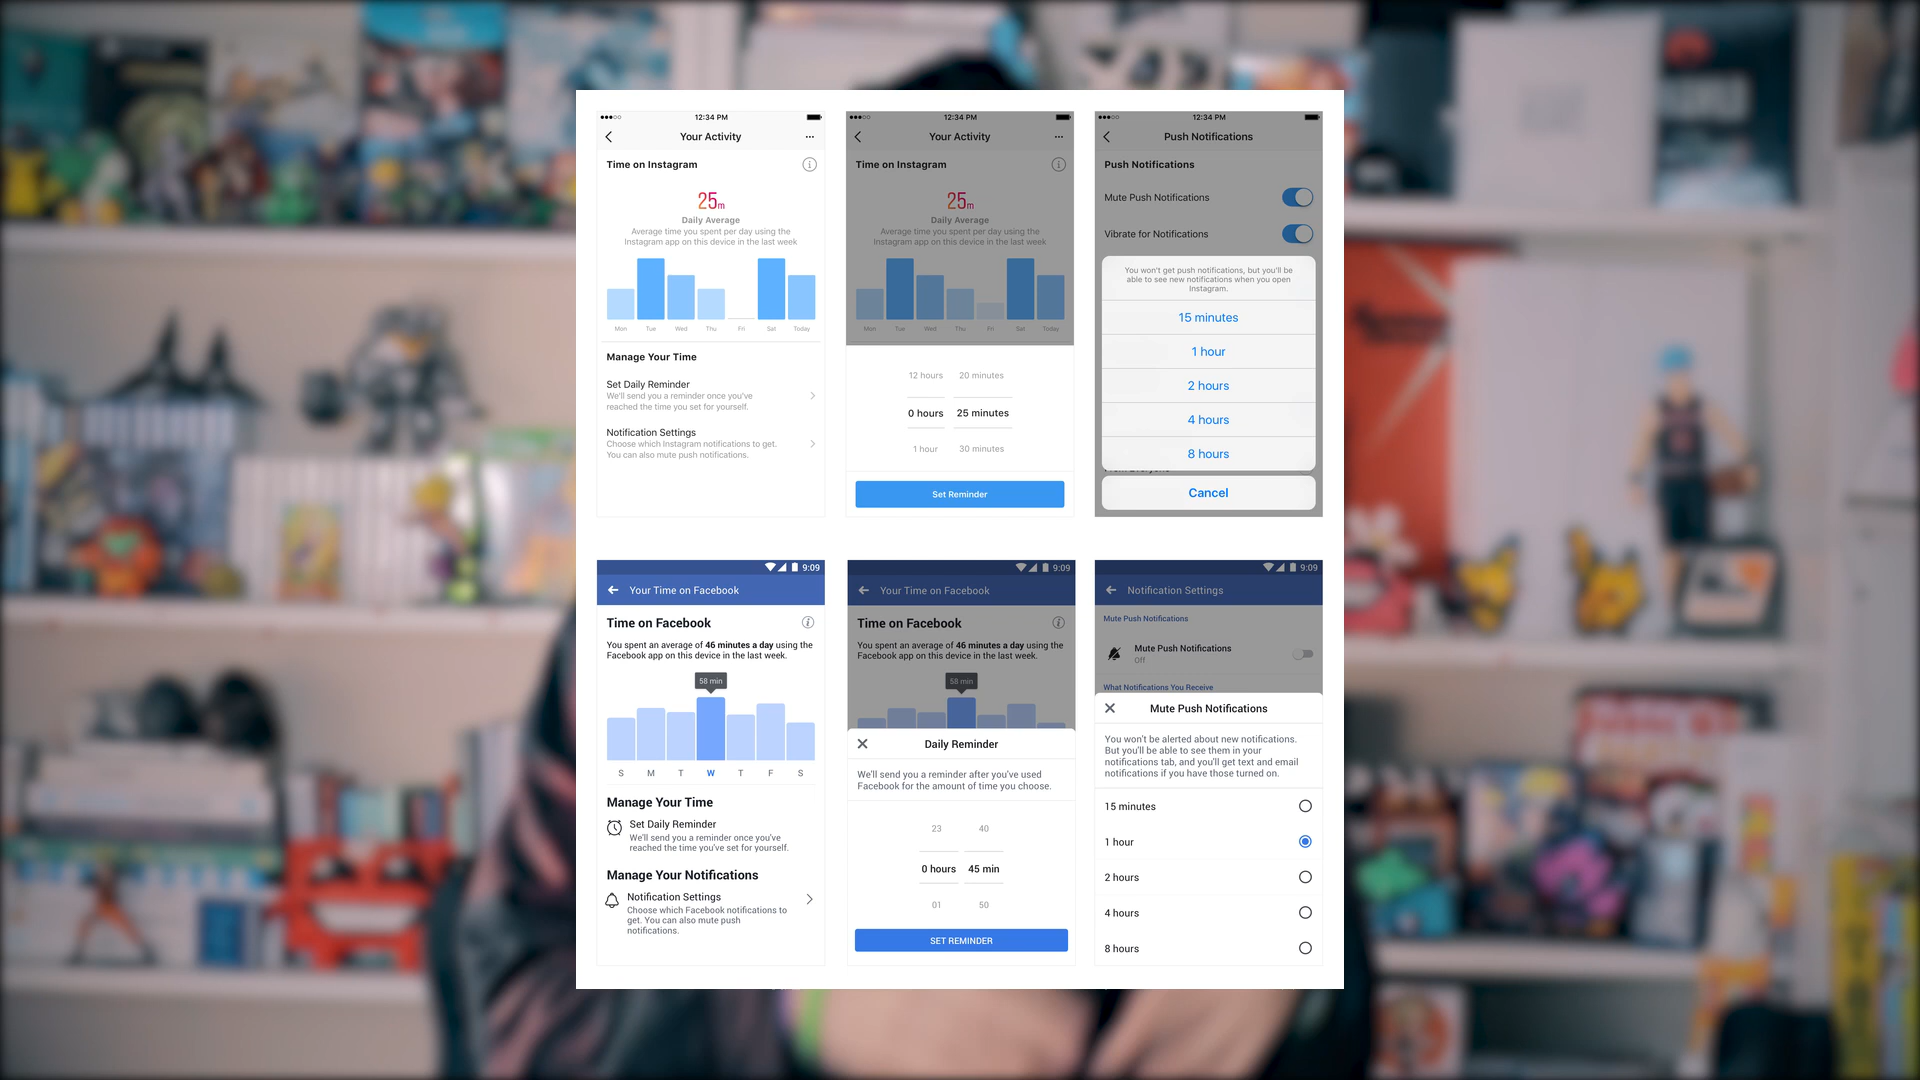 12:34 PM
Your Activity
Time on Instagram
25m
Daily Average
Average time you spent per day using the
Instagram app on this device in the last week
Mon Tue Wed Thu Fri Sat Today
Manage Your Time
Set Daily Reminder
We'll send you a reminder once you've
reached the time you set for yourself.
Notification Settings
Choose which Instagram notifications to get.
You can also mute push notifications.
12:34 PM
Your Activity
Time on Instagram
25m
Daily Average
Average time you spent per day using the
Instagram app on this device in the last week
Mon Tue Wed Thu Fri Sat Today
12 hours 20 minutes
0 hours 25 minutes
1 hour 30 minutes
Set Reminder
12:34 PM
Push Notifications
Push Notifications
Mute Push Notifications
Vibrate for Notifications
You won't get push notifications, but you'll be
able to see new notifications when you open
Instagram.
15 minutes
1 hour
2 hours
4 hours
8 hours
Cancel
9:09
Your Time on Facebook
Time on Facebook
You spent an average of 46 minutes a day using the
Facebook app on this device in the last week.
58 min
S M T W T F S
Manage Your Time
Set Daily Reminder
We'll send you a reminder once you've
reached the time you've set for yourself.
Manage Your Notifications
Notification Settings
Choose which Facebook notifications to
get. You can also mute push
notifications.
9:09
Your Time on Facebook
Time on Facebook
You spent an average of 46 minutes a day using the
Facebook app on this device in the last week.
58 min
Daily Reminder
We'll send you a reminder after you've used
Facebook for the amount of time you choose.
23 40
0 hours 45 min
01 50
SET REMINDER
9:09
Notification Settings
Mute Push Notifications
Mute Push Notifications
Off
What Notifications You Receive
Mute Push Notifications
You won't be alerted about new notifications.
But you'll be able to see them in your
notifications tab, and you'll get text and email
notifications if you have those turned on.
15 minutes
1 hour
2 hours
4 hours
8 hours